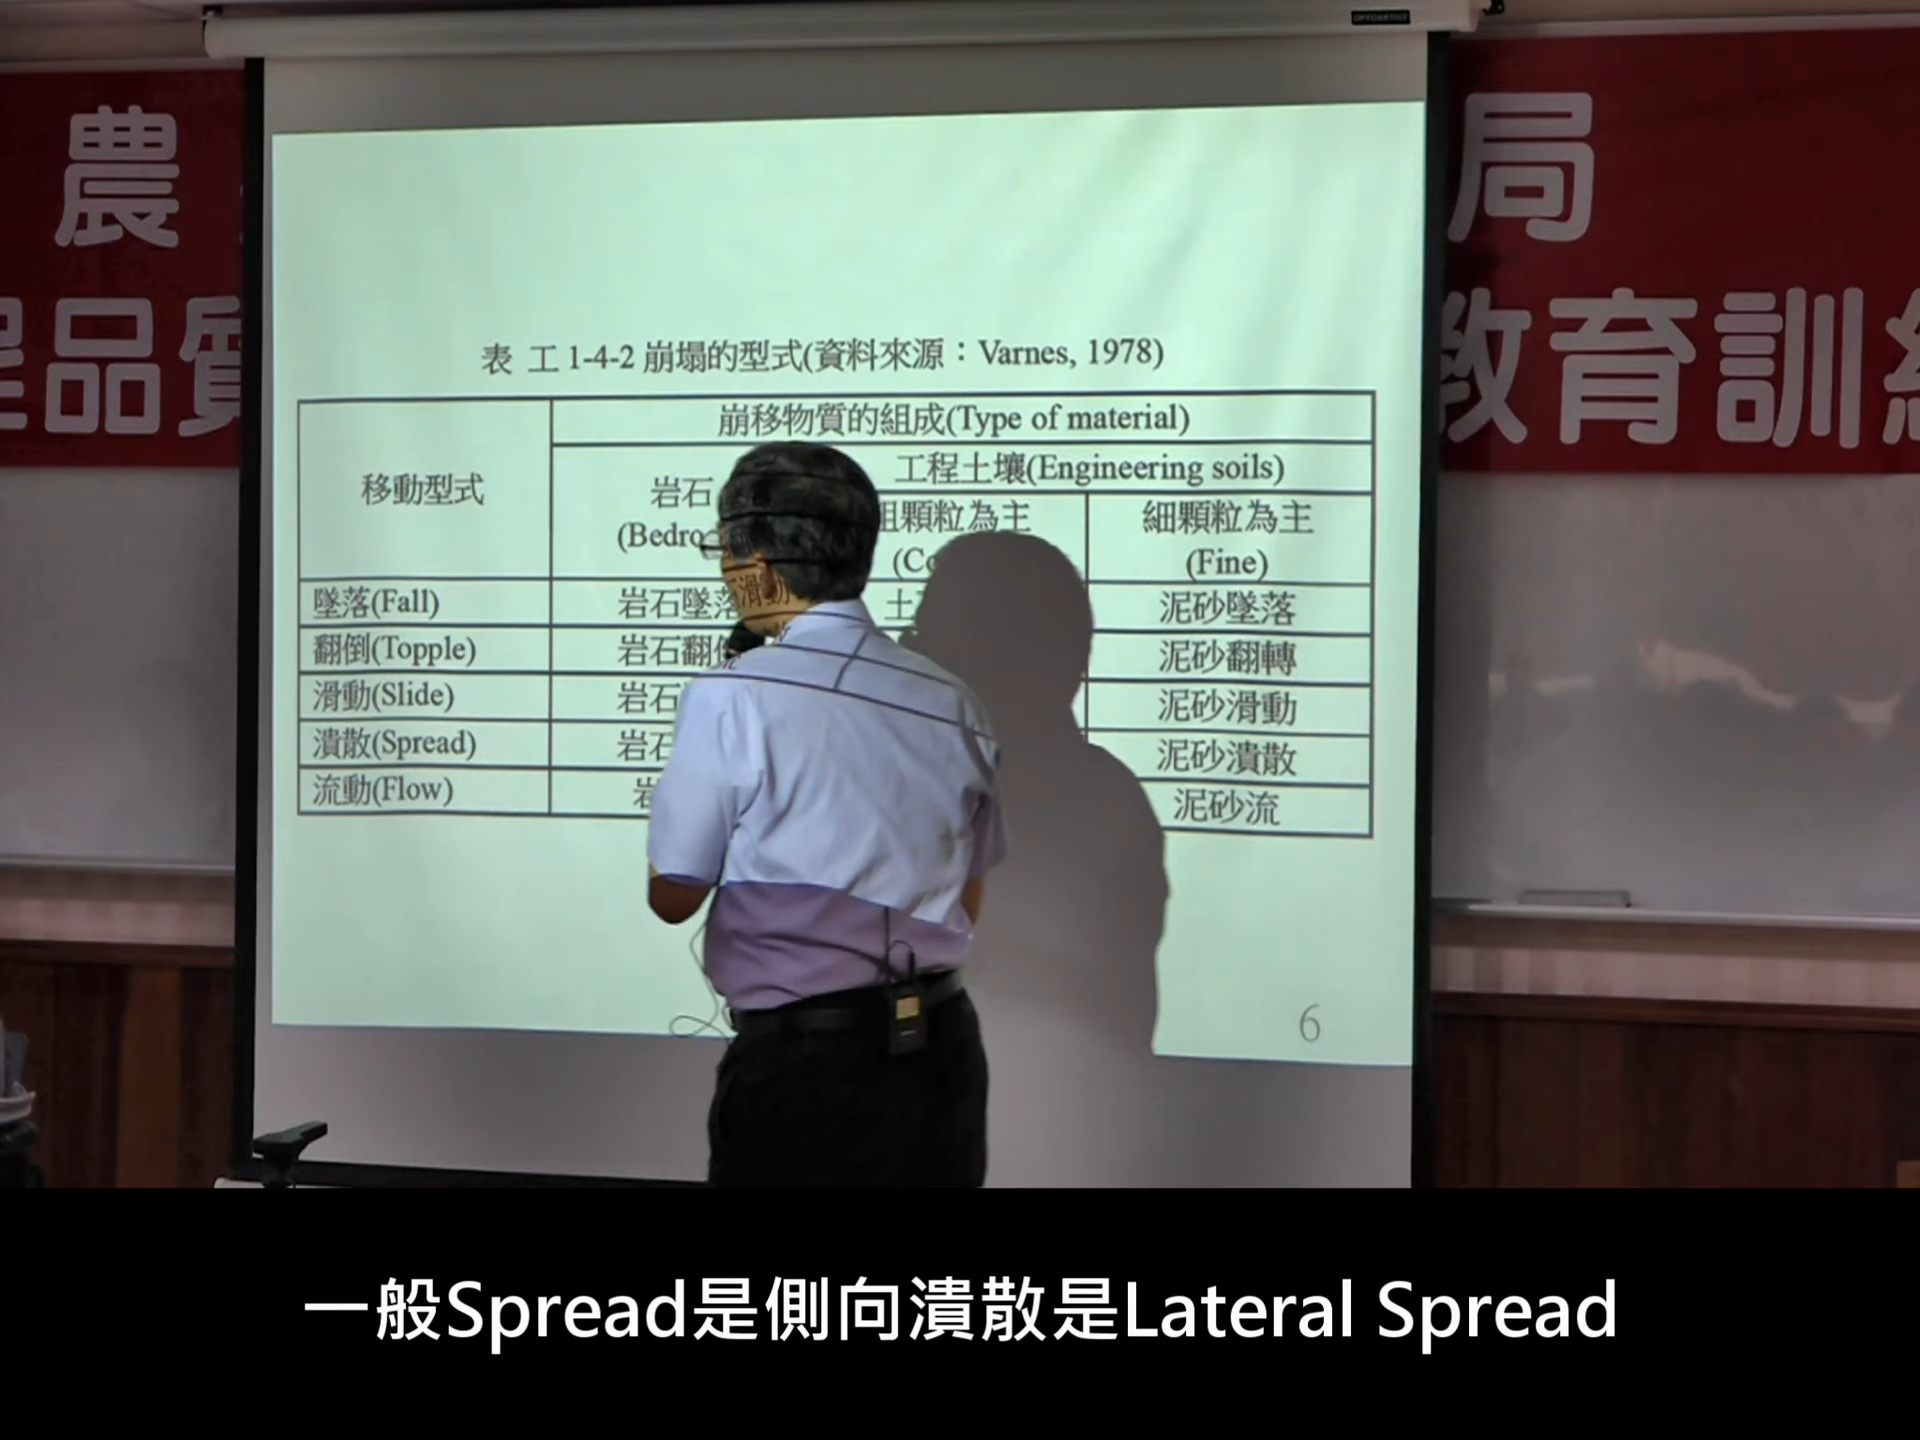 OPTOARTISI
農
局
程品質
教育訓練
表 工 1-4-2 崩塌的型式(資料來源：Varnes, 1978)
移動型式
崩移物質的組成(Type of material)
岩石
工程土壤(Engineering soils)
粗顆粒為主
細顆粒為主
(Fine)
墜落(Fall)
岩石墜落
泥砂墜落
翻倒(Topple)
岩石翻倒
泥砂翻轉
滑動(Slide)
岩石
泥砂滑動
潰散(Spread)
岩石
泥砂潰散
流動(Flow)
泥砂流
6
一般Spread是側向潰散是Lateral Spread